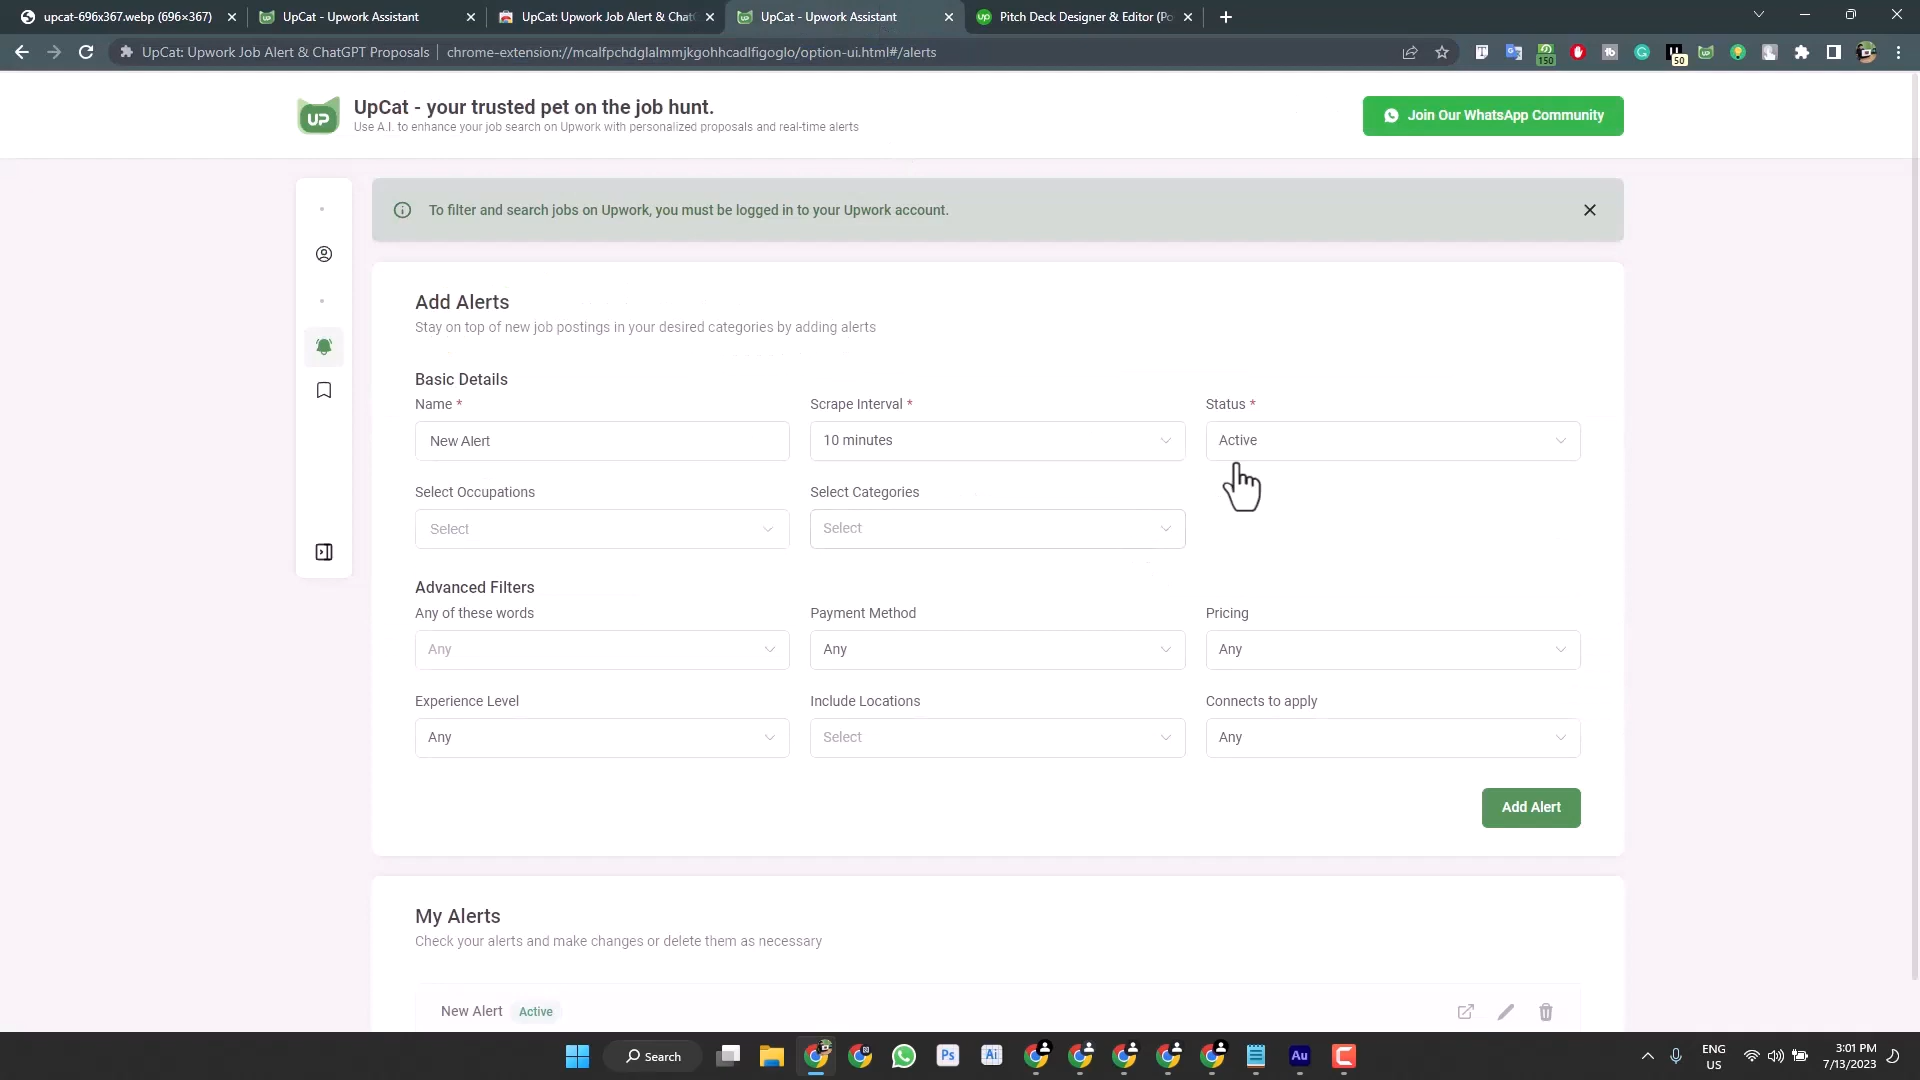 upcat-696x367.webp (696×367)
UpCat - Upwork Assistant
UpCat: Upwork Job Alert & Chat
UpCat - Upwork Assistant
Pitch Deck Designer & Editor (Po
UpCat: Upwork Job Alert & ChatGPT Proposals
chrome-extension://mcalfpchdglalmmjkgohhcadlfigoglo/option-ui.html#/alerts
150
50
UP
UpCat - your trusted pet on the job hunt.
Use A.I. to enhance your job search on Upwork with personalized proposals and real-time alerts
Join Our WhatsApp Community
To filter and search jobs on Upwork, you must be logged in to your Upwork account.
Add Alerts
Stay on top of new job postings in your desired categories by adding alerts
Basic Details
Name *
Scrape Interval *
Status *
New Alert
10 minutes
Active
Select Occupations
Select Categories
Select
Select
Advanced Filters
Any of these words
Payment Method
Pricing
Any
Any
Any
Experience Level
Include Locations
Connects to apply
Any
Select
Any
Add Alert
My Alerts
Check your alerts and make changes or delete them as necessary
New Alert
Active
Search
Ps
Ai
Au
ENG
US
3:01 PM
7/13/2023